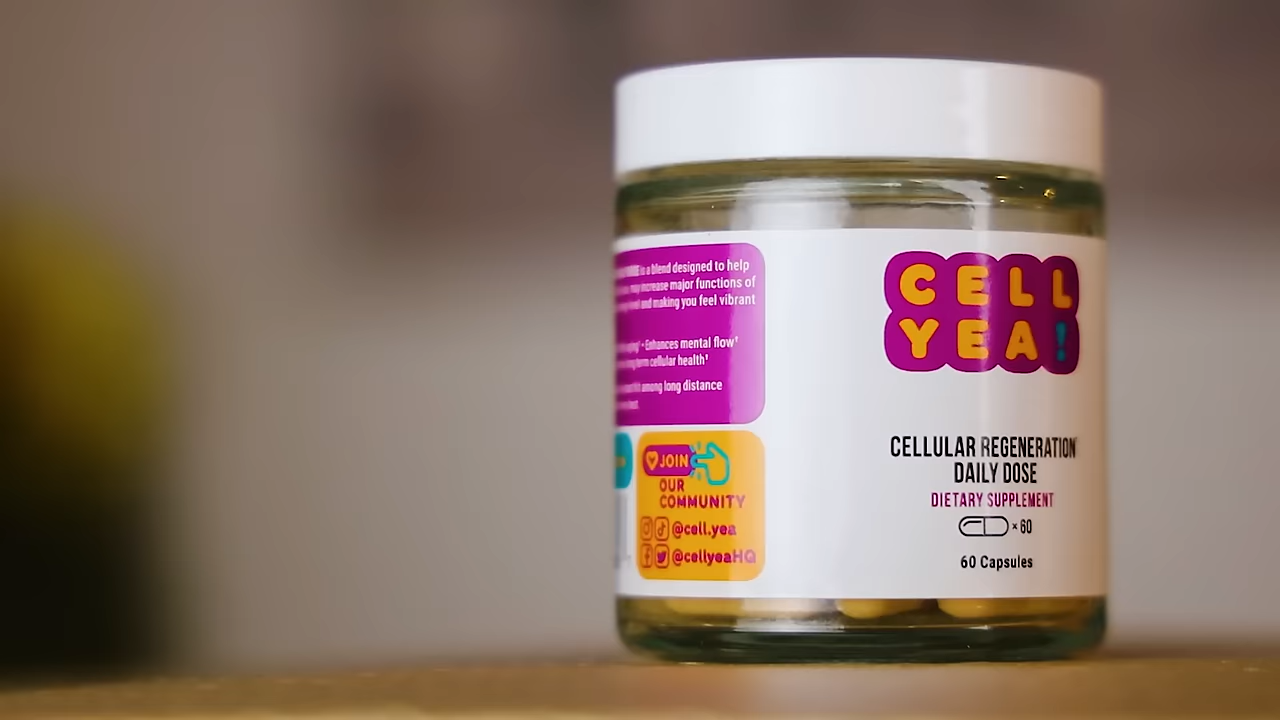 is a blend designed to help
may increase major functions of
and making you feel vibrant
• Enhances mental flow†
term cellular health†
among long distance
JOIN
OUR
COMMUNITY
@cell.yea
@cellyeaHQ
CELL
YEA!
CELLULAR REGENERATION
DAILY DOSE
DIETARY SUPPLEMENT
× 60
60 Capsules